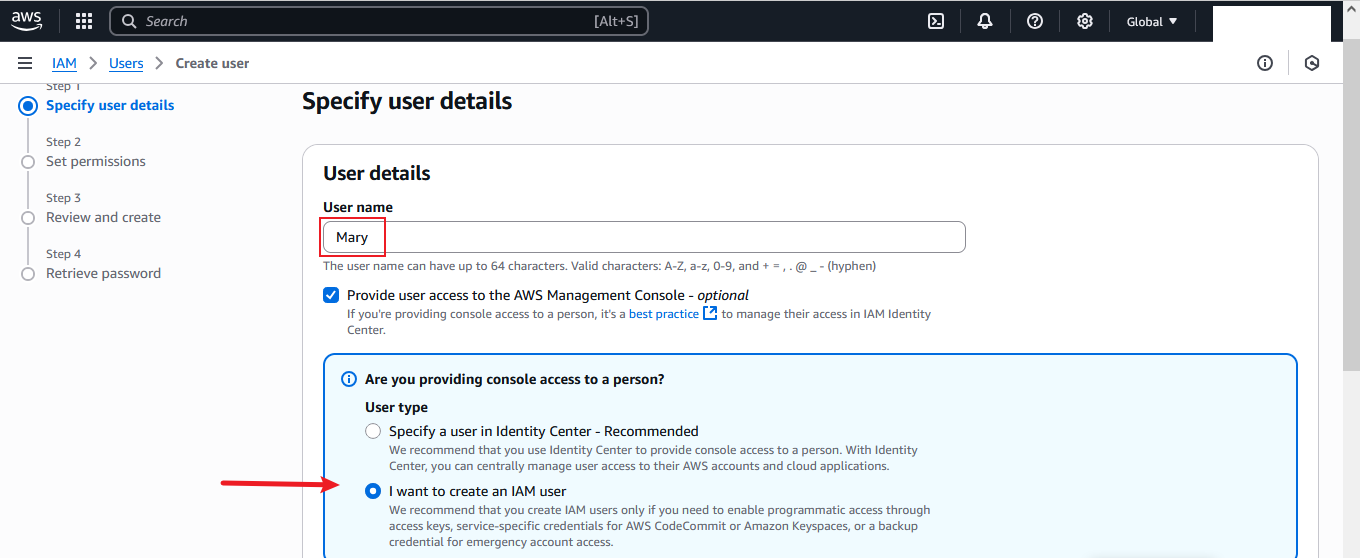 aws
Search
[Alt+S]
Global
IAM
Users
Create user
Step 1
Specify user details
Step 2
Set permissions
Step 3
Review and create
Step 4
Retrieve password
Specify user details
User details
User name
Mary
The user name can have up to 64 characters. Valid characters: A-Z, a-z, 0-9, and + = , . @ _ - (hyphen)
Provide user access to the AWS Management Console - optional
If you're providing console access to a person, it's a best practice to manage their access in IAM Identity
Center.
Are you providing console access to a person?
User type
Specify a user in Identity Center - Recommended
We recommend that you use Identity Center to provide console access to a person. With Identity
Center, you can centrally manage user access to their AWS accounts and cloud applications.
I want to create an IAM user
We recommend that you create IAM users only if you need to enable programmatic access through
access keys, service-specific credentials for AWS CodeCommit or Amazon Keyspaces, or a backup
credential for emergency account access.